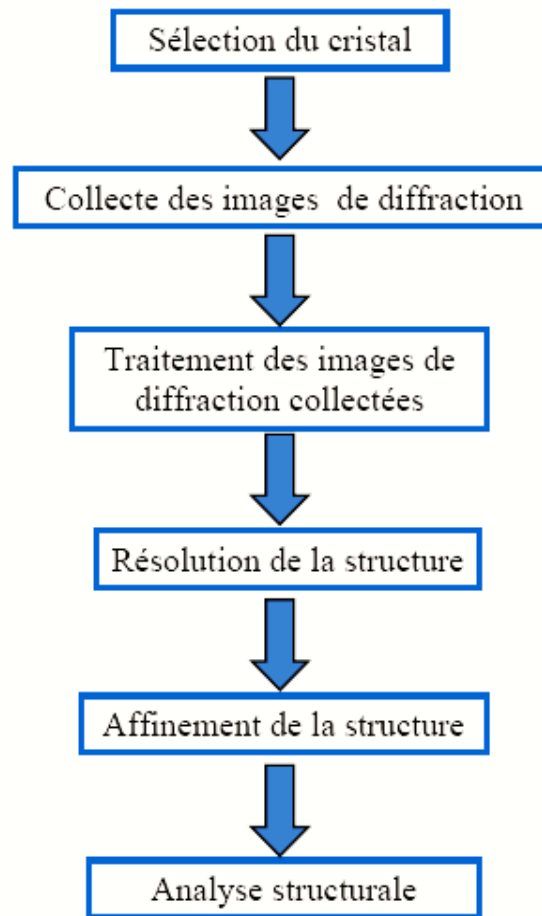 Sélection du cristal
Collecte des images de diffraction
Traitement des images de
diffraction collectées
Résolution de la structure
Affinement de la structure
Analyse structurale